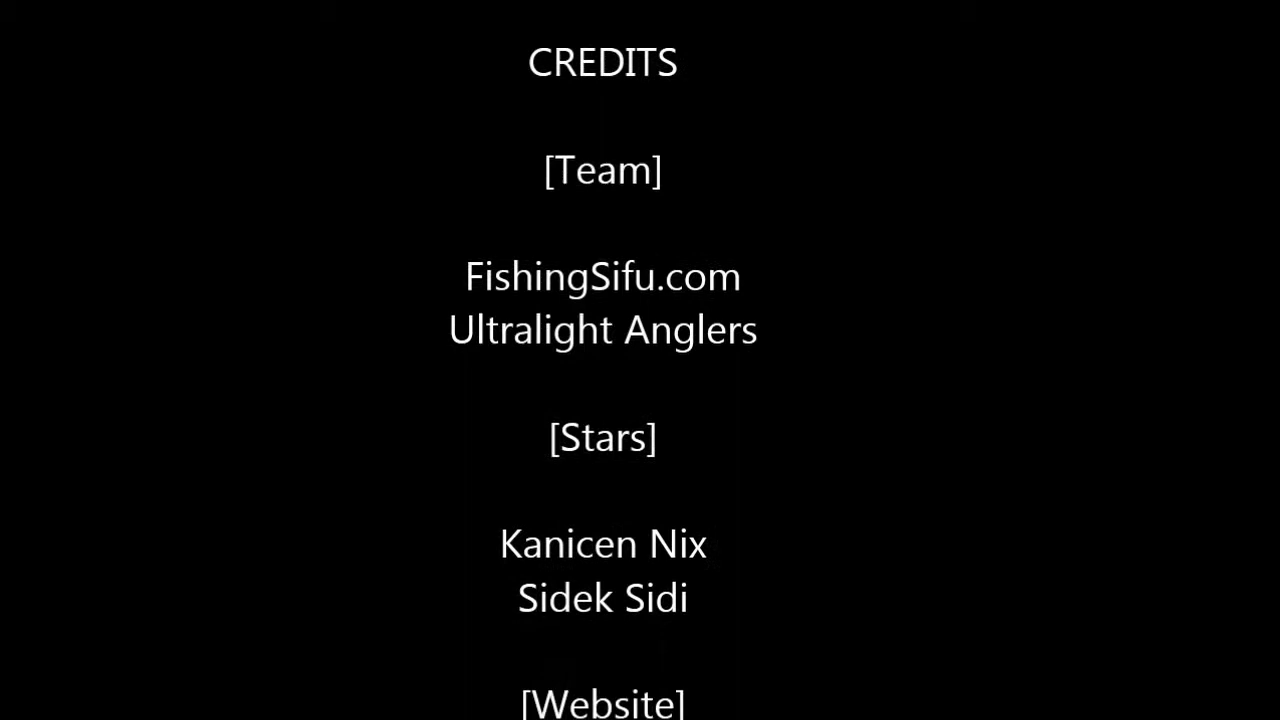 CREDITS
[Team]
FishingSifu.com
Ultralight Anglers
[Stars]
Kanicen Nix
Sidek Sidi
[Website]